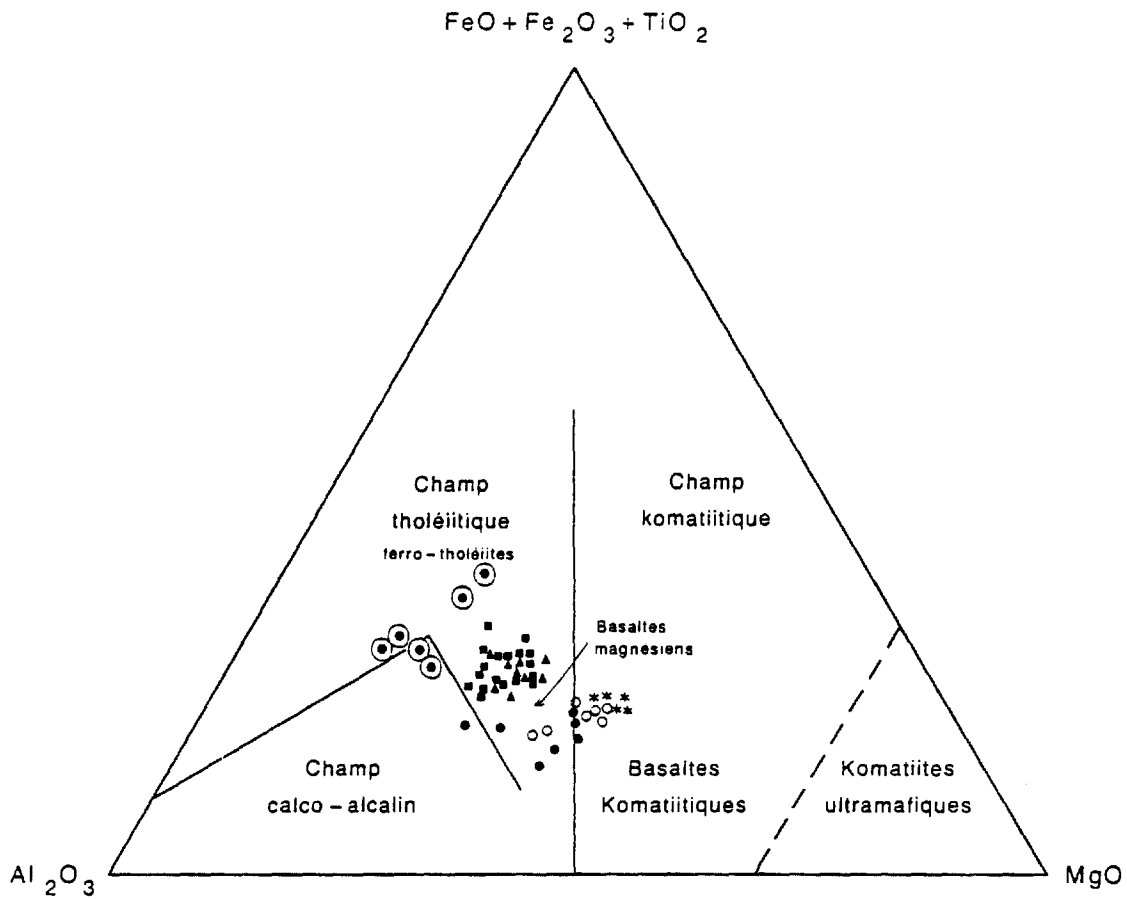 FeO + Fe2O3 + TiO2
Champ
tholéiitique
ferro-tholéiites
Champ
komatiitique
Basaltes
magnésiens
Champ
calco-alcalin
Basaltes
Komatiitiques
Komatiites
ultramafiques
Al2O3
MgO